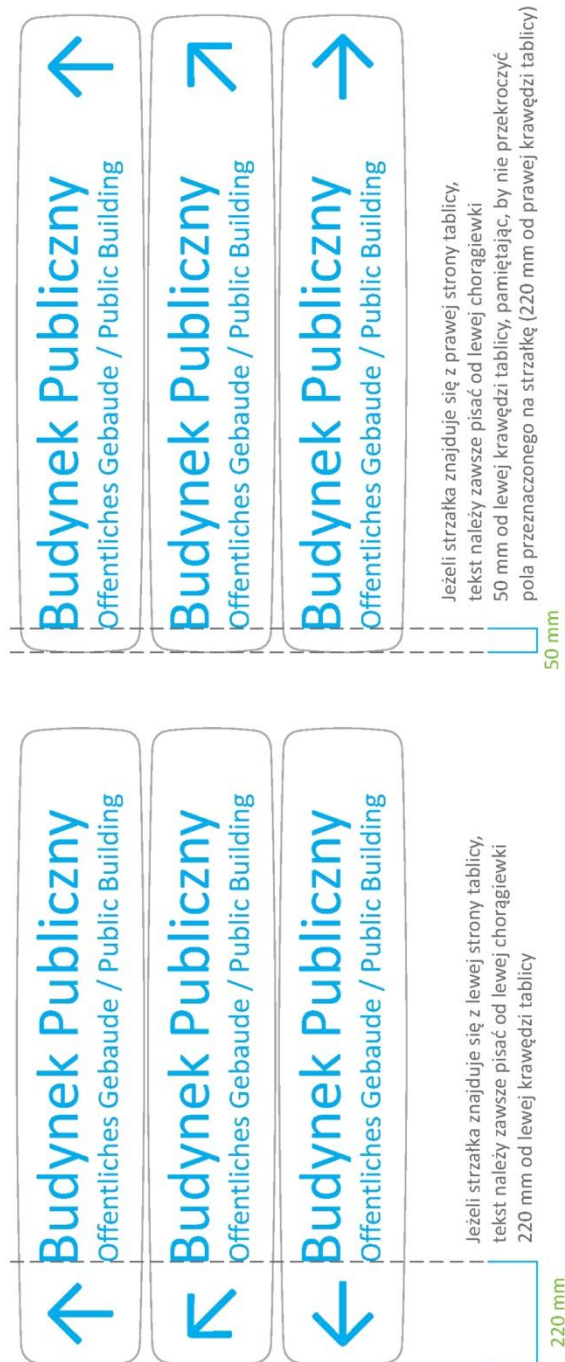 Budynek Publiczny
Offentliches Gebaude / Public Building
Budynek Publiczny
Offentliches Gebaude / Public Building
Budynek Publiczny
Offentliches Gebaude / Public Building
Jeżeli strzałka znajduje się z lewej strony tablicy,
tekst należy zawsze pisać od lewej chorągiewki
220 mm od lewej krawędzi tablicy
220 mm
Budynek Publiczny
Offentliches Gebaude / Public Building
Budynek Publiczny
Offentliches Gebaude / Public Building
Budynek Publiczny
Offentliches Gebaude / Public Building
Jeżeli strzałka znajduje się z prawej strony tablicy,
tekst należy zawsze pisać od lewej chorągiewki
50 mm od lewej krawędzi tablicy, pamiętając, by nie przekroczyć
pola przeznaczonego na strzałkę (220 mm od prawej krawędzi tablicy)
50 mm